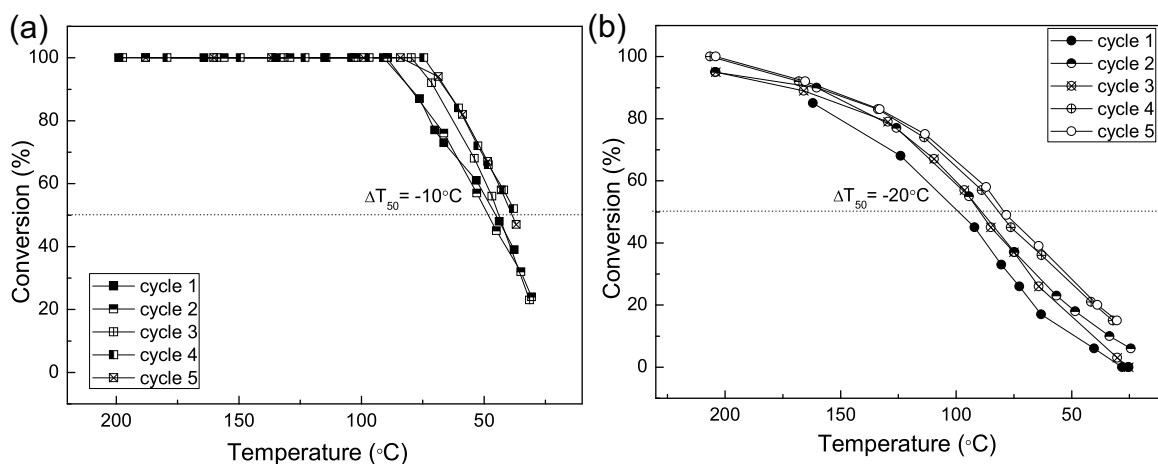 (a)
100
80
60
40
20
0
Conversion (%)
ΔT50= -10°C
cycle 1
cycle 2
cycle 3
cycle 4
cycle 5
200 150 100 50
Temperature (°C)
(b)
100
80
60
40
20
0
Conversion (%)
cycle 1
cycle 2
cycle 3
cycle 4
cycle 5
ΔT50= -20°C
200 150 100 50
Temperature (°C)